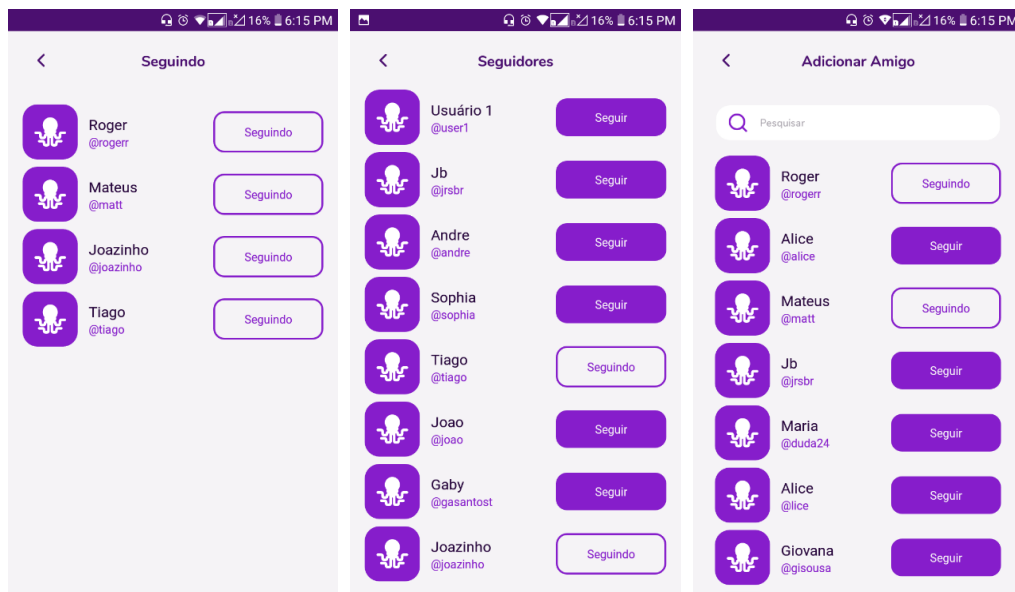 16% 6:15 PM
Seguindo
Roger
@rogerr
Seguindo
Mateus
@matt
Seguindo
Joazinho
@joazinho
Seguindo
Tiago
@tiago
Seguindo
16% 6:15 PM
Seguidores
Usuário 1
@user1
Seguir
Jb
@jrsbr
Seguir
Andre
@andre
Seguir
Sophia
@sophia
Seguir
Tiago
@tiago
Seguindo
Joao
@joao
Seguir
Gaby
@gasantost
Seguir
Joazinho
@joazinho
Seguindo
16% 6:15 PM
Adicionar Amigo
Pesquisar
Roger
@rogerr
Seguindo
Alice
@alice
Seguir
Mateus
@matt
Seguindo
Jb
@jrsbr
Seguir
Maria
@duda24
Seguir
Alice
@lice
Seguir
Giovana
@gisousa
Seguir